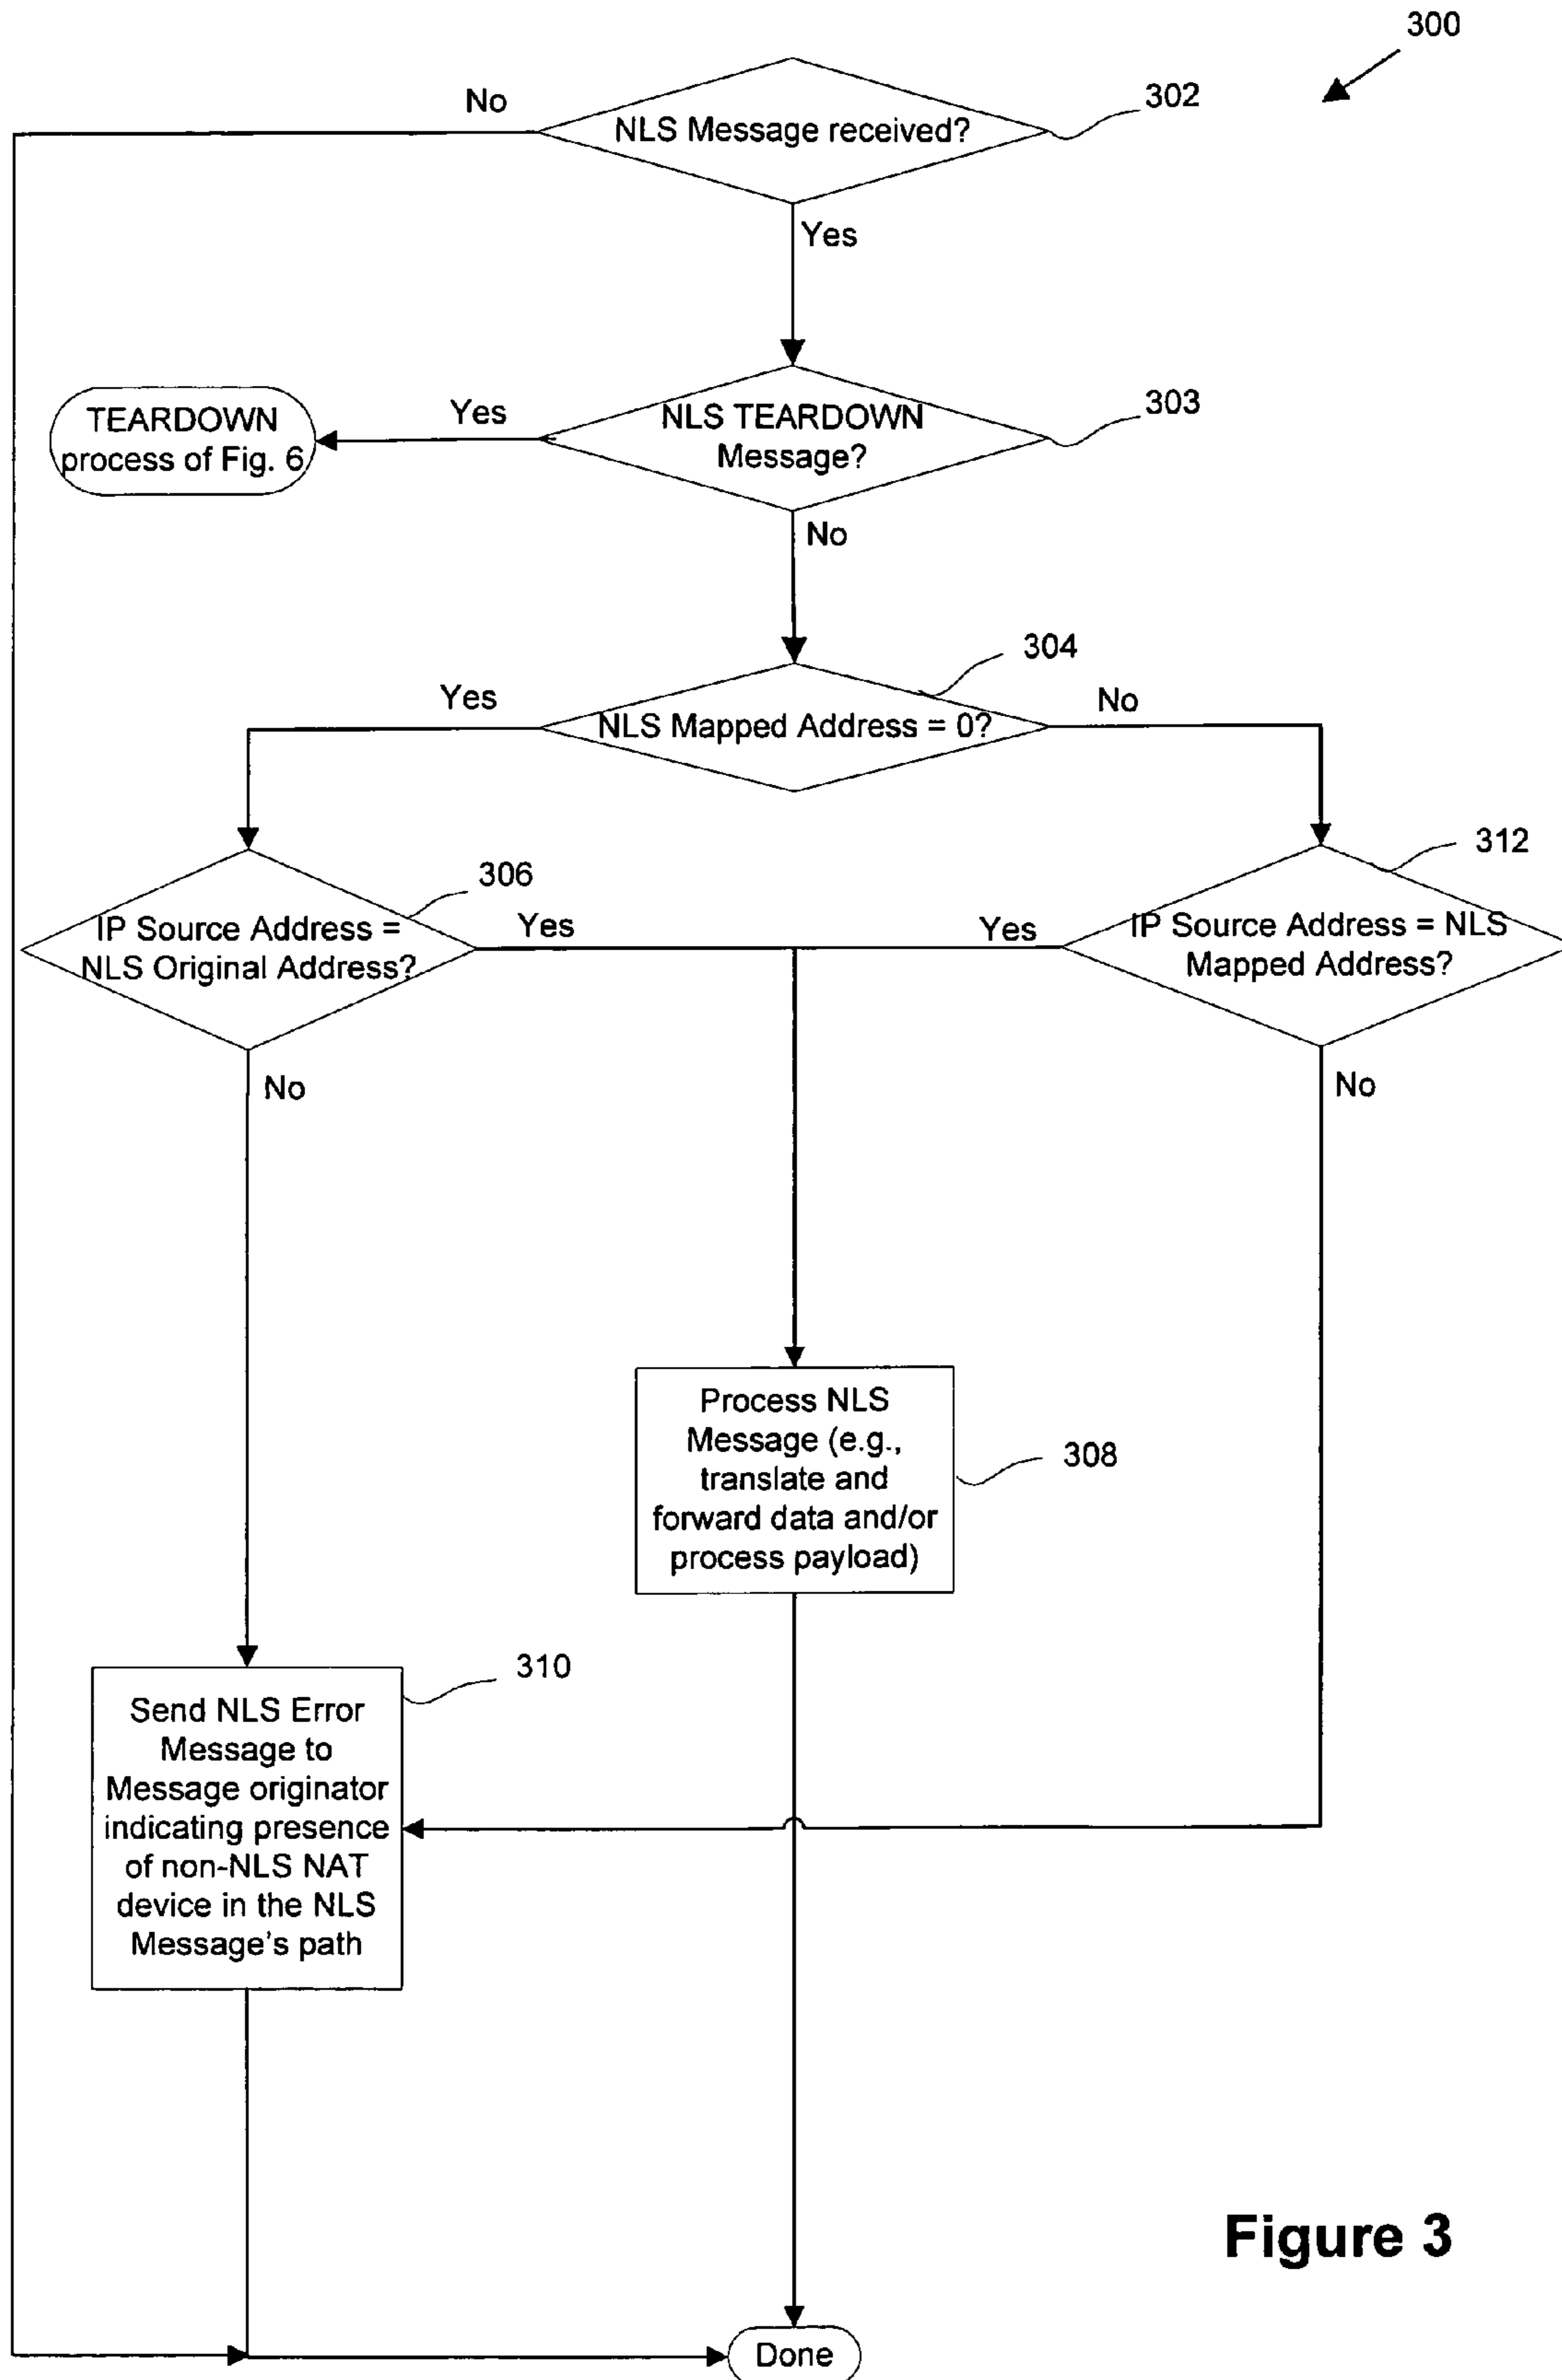 300
No
NLS Message received?
302
Yes
TEARDOWN
process of Fig. 6
Yes
NLS TEARDOWN
Message?
303
No
304
Yes
NLS Mapped Address = 0?
No
306
312
IP Source Address =
NLS Original Address?
Yes
Yes
IP Source Address = NLS
Mapped Address?
No
No
Process NLS
Message (e.g.,
translate and
forward data and/or
process payload)
308
310
Send NLS Error
Message to
Message originator
indicating presence
of non-NLS NAT
device in the NLS
Message's path
Figure 3
Done